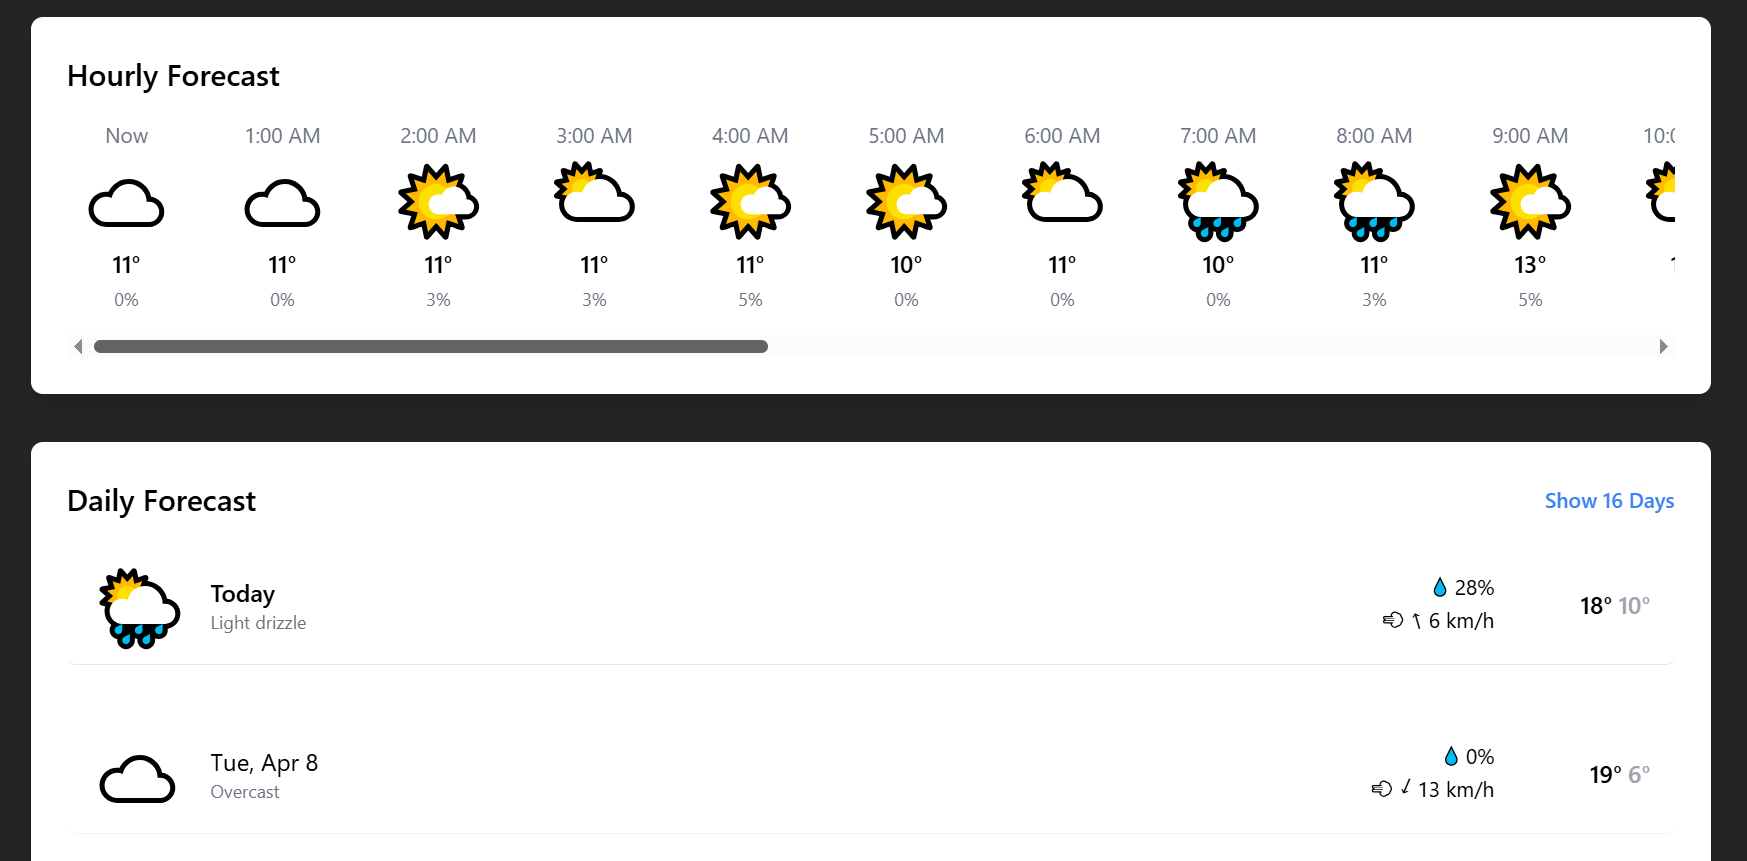 Hourly Forecast
Now 1:00 AM 2:00 AM 3:00 AM 4:00 AM 5:00 AM 6:00 AM 7:00 AM 8:00 AM 9:00 AM
11° 11° 11° 11° 11° 10° 11° 10° 11° 13°
0% 0% 3% 3% 5% 0% 0% 0% 3% 5%
Daily Forecast
Show 16 Days
Today
Light drizzle
28%
6 km/h
18° 10°
Tue, Apr 8
Overcast
0%
13 km/h
19° 6°